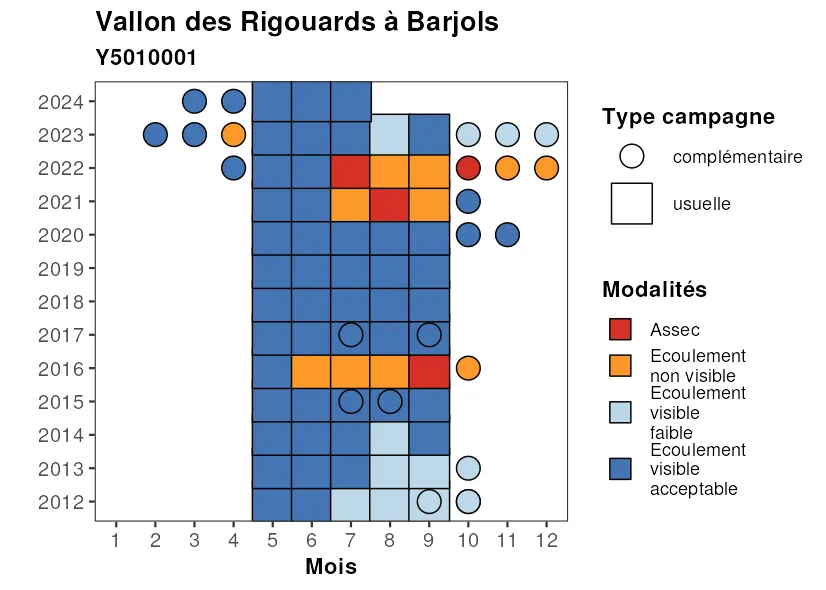 Vallon des Rigouards à Barjols
Y5010001
2024
2023
2022
2021
2020
2019
2018
2017
2016
2015
2014
2013
2012
1 2 3 4 5 6 7 8 9 10 11 12
Mois
Type campagne
complémentaire
usuelle
Modalités
Assec
Ecoulement
non visible
Ecoulement
visible
faible
Ecoulement
visible
acceptable